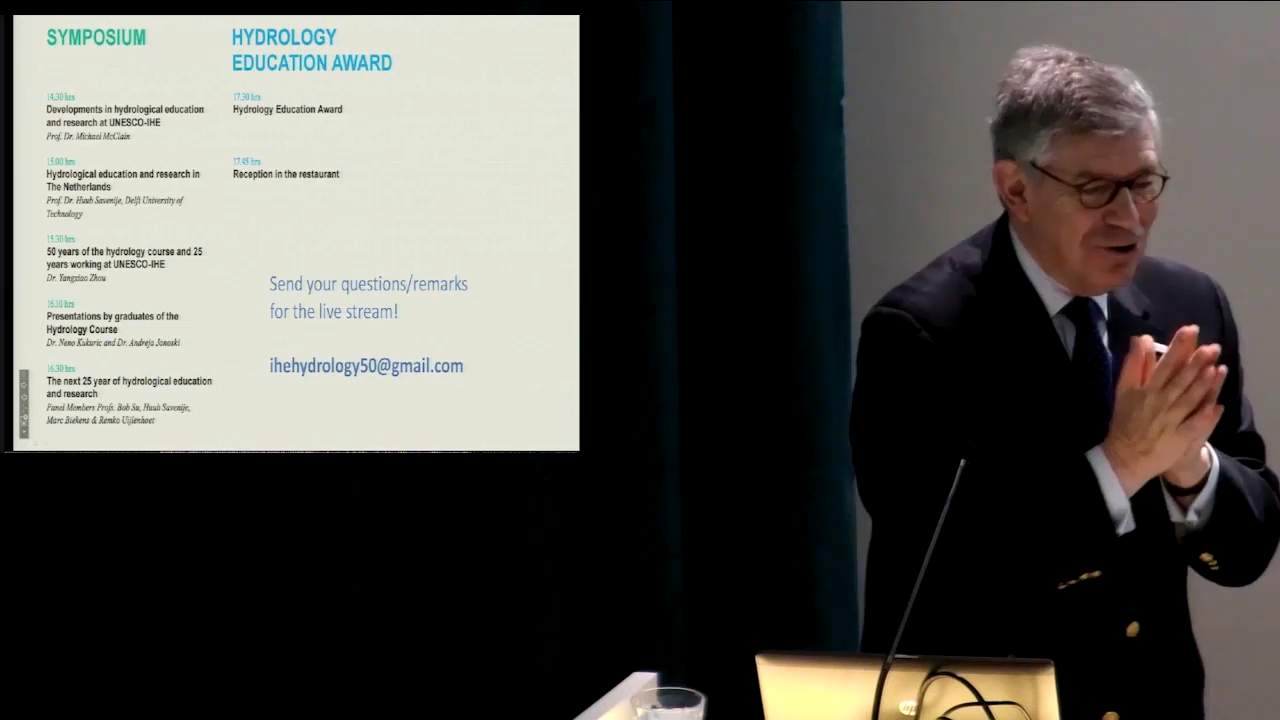 SYMPOSIUM
14.30 hrs
Developments in hydrological education
and research at UNESCO-IHE
Prof. Dr. Michael McClain
15.00 hrs
Hydrological education and research in
The Netherlands
Prof. Dr. Huub Savenije, Delft University of
Technology
15.30 hrs
50 years of the hydrology course and 25
years working at UNESCO-IHE
Dr. Yangxiao Zhou
16.10 hrs
Presentations by graduates of the
Hydrology Course
Dr. Neno Kukuric and Dr. Andreja Jonoski
16.30 hrs
The next 25 year of hydrological education
and research
Panel Members Profs. Bob Su, Huub Savenije,
Marc Bierkens & Remko Uijlenhoet
HYDROLOGY
EDUCATION AWARD
17.30 hrs
Hydrology Education Award
17.45 hrs
Reception in the restaurant
Send your questions/remarks
for the live stream!
ihehydrology50@gmail.com
hp